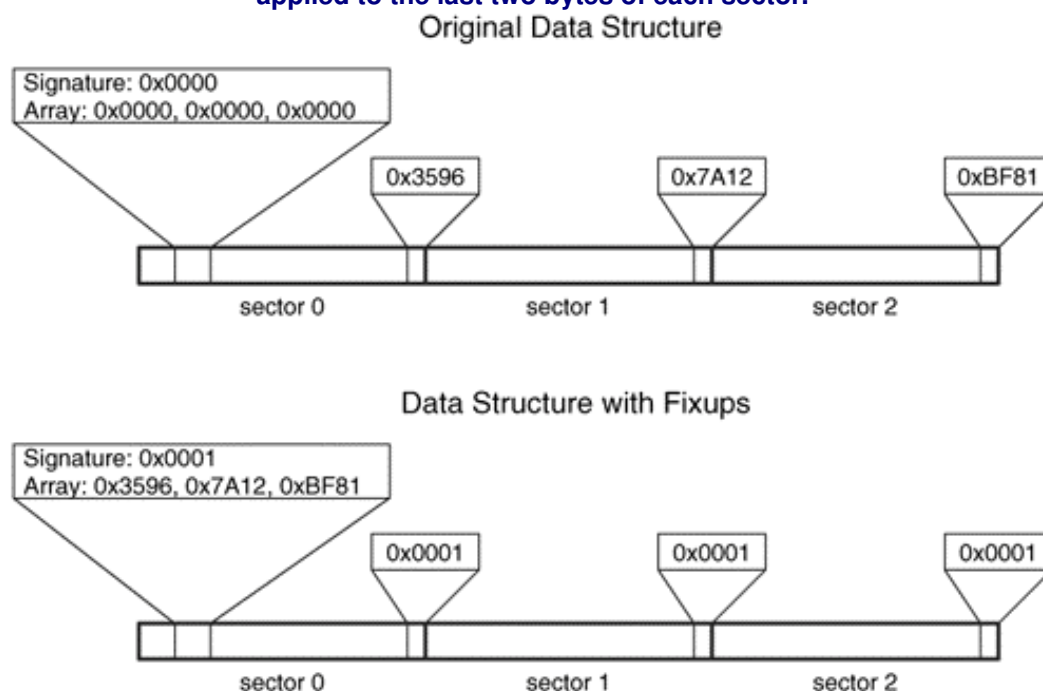 applied to the last two bytes of each sector.
Original Data Structure
Signature: 0x0000
Array: 0x0000, 0x0000, 0x0000
0x3596
0x7A12
0xBF81
sector 0
sector 1
sector 2
Data Structure with Fixups
Signature: 0x0001
Array: 0x3596, 0x7A12, 0xBF81
0x0001
0x0001
0x0001
sector 0
sector 1
sector 2